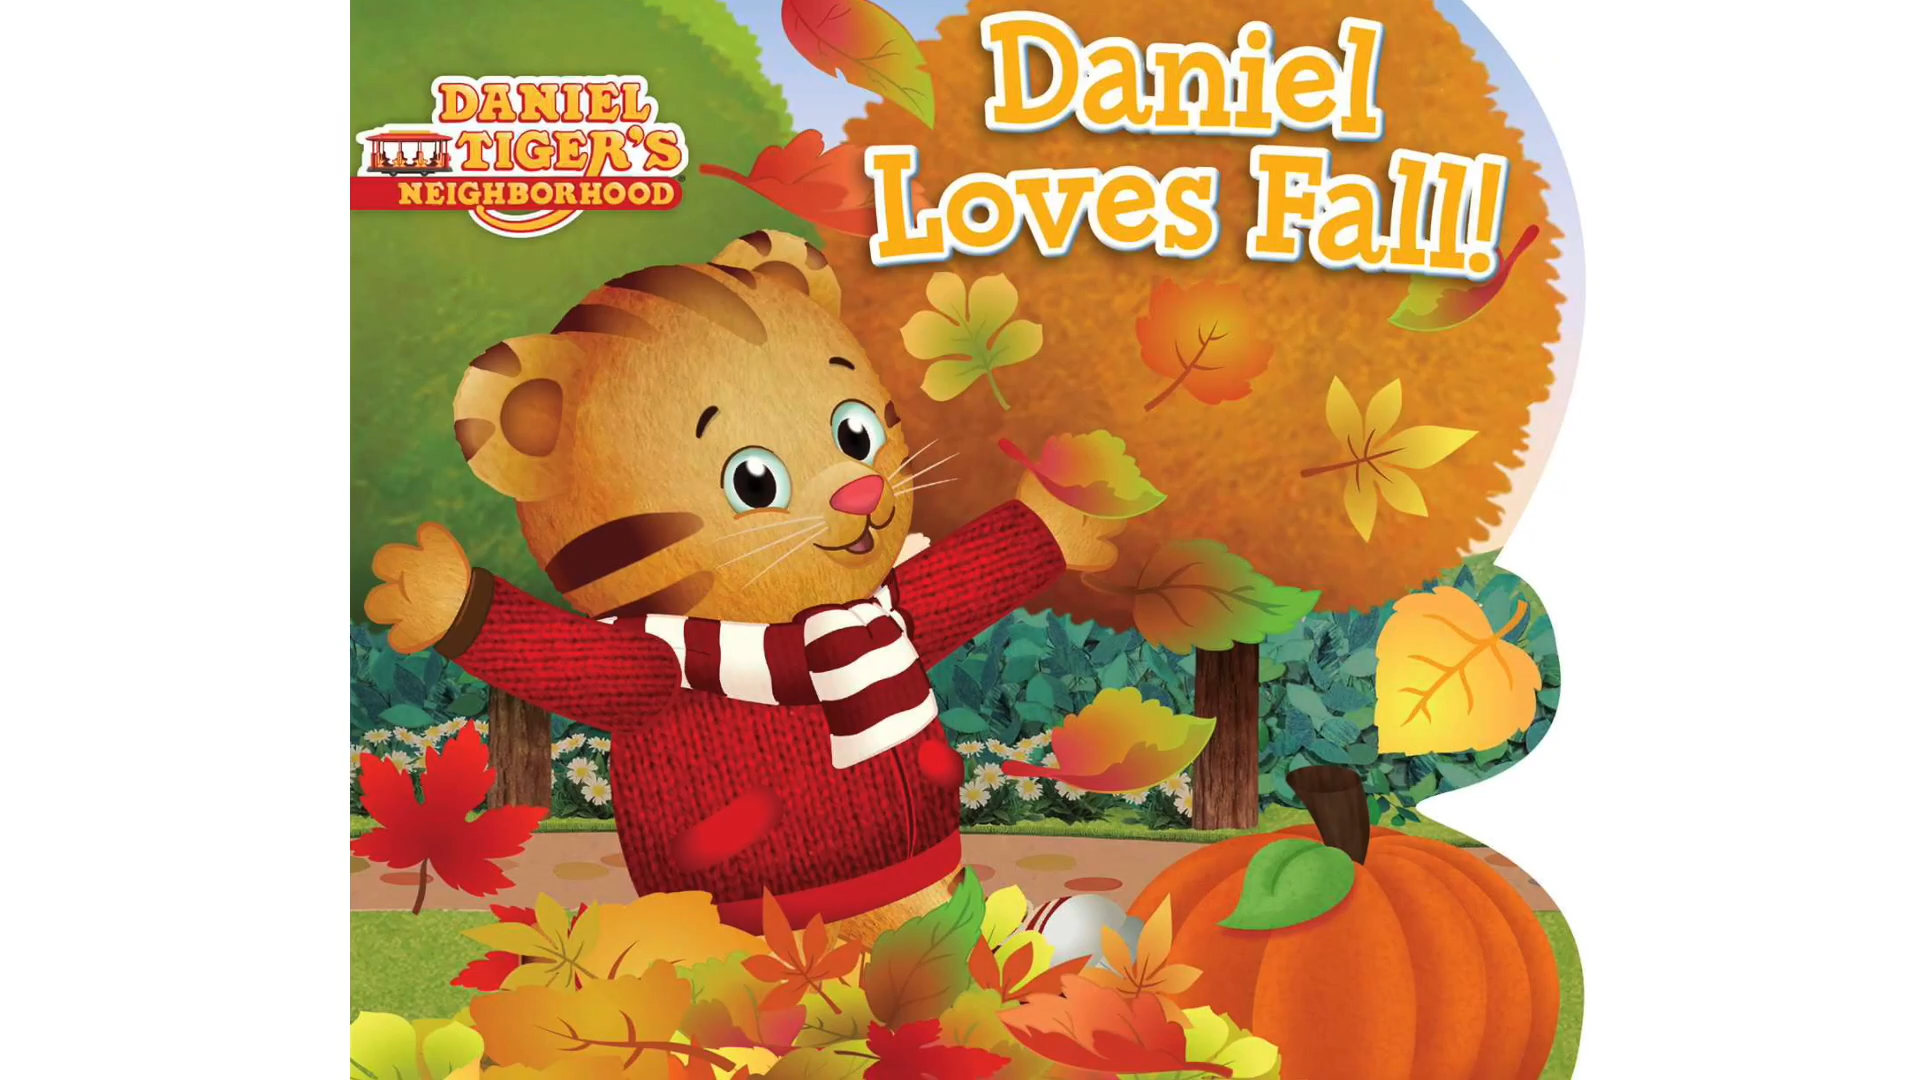 DANIEL
TIGER'S
NEIGHBORHOOD
Daniel
Loves Fall!